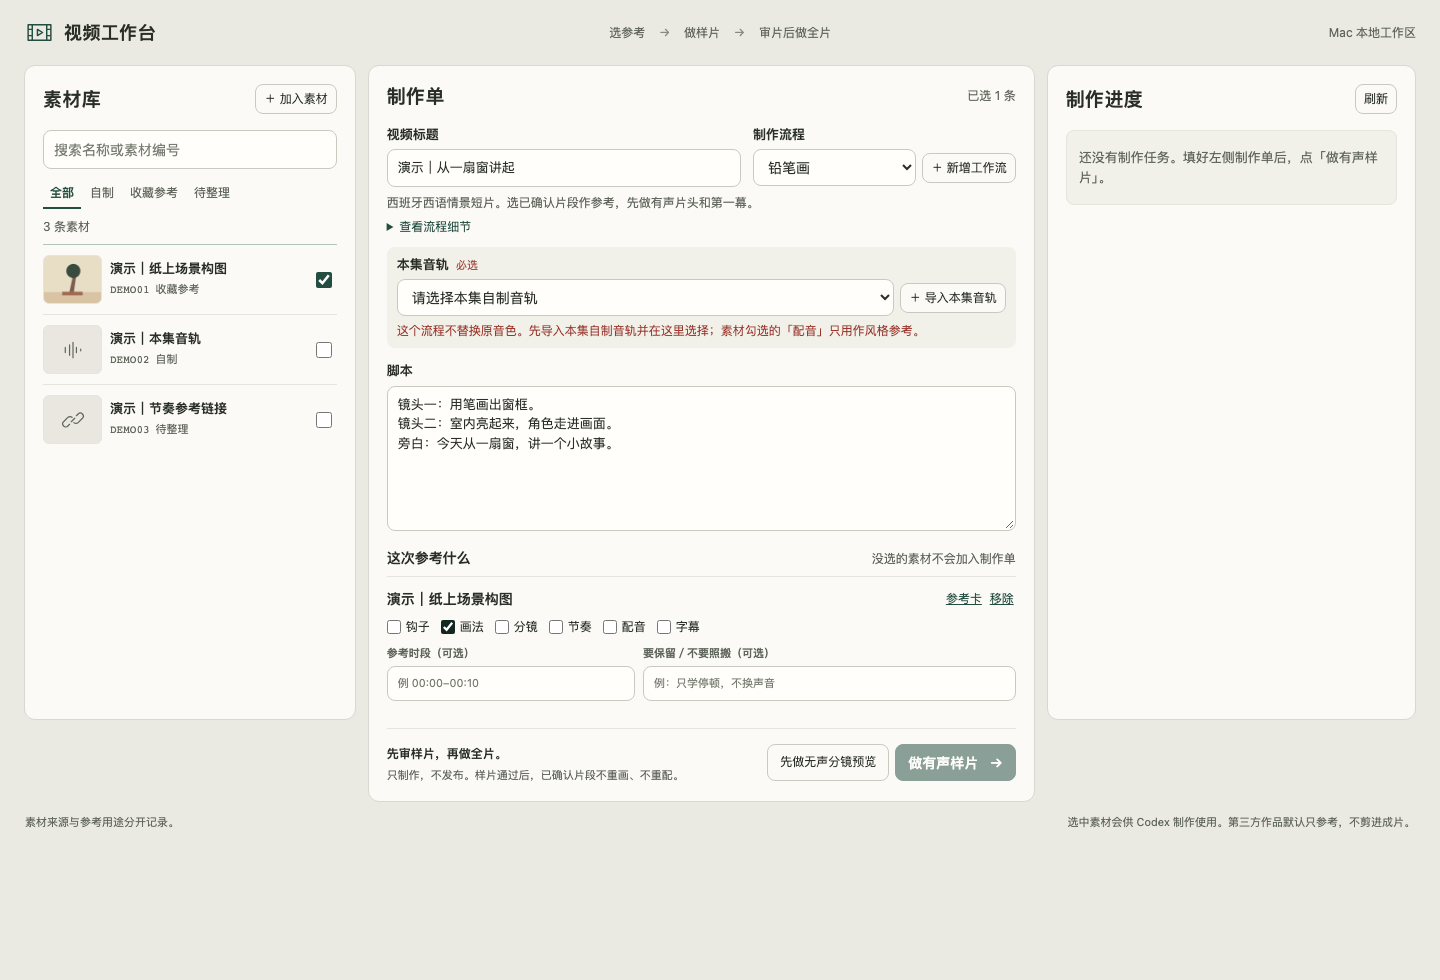 视频工作台
选参考 → 做样片 → 审片后做全片
Mac 本地工作区
素材库
＋ 加入素材
搜索名称或素材编号
全部 自制 收藏参考 待整理
3 条素材
演示｜纸上场景构图
DEMO01 收藏参考
演示｜本集音轨
DEMO02 自制
演示｜节奏参考链接
DEMO03 待整理
制作单
已选 1 条
视频标题
演示｜从一扇窗讲起
制作流程
铅笔画
＋ 新增工作流
西班牙西语情景短片。选已确认片段作参考，先做有声片头和第一幕。
▶ 查看流程细节
本集音轨 必选
请选择本集自制音轨
＋ 导入本集音轨
这个流程不替换原音色。先导入本集自制音轨并在这里选择；素材勾选的「配音」只用作风格参考。
脚本
镜头一：用笔画出窗框。
镜头二：室内亮起来，角色走进画面。
旁白：今天从一扇窗，讲一个小故事。
这次参考什么
没选的素材不会加入制作单
演示｜纸上场景构图
参考卡 移除
钩子 画法 分镜 节奏 配音 字幕
参考时段（可选）
例 00:00–00:10
要保留 / 不要照搬（可选）
例：只学停顿，不换声音
先审样片，再做全片。
只制作，不发布。样片通过后，已确认片段不重画、不重配。
先做无声分镜预览
做有声样片 →
制作进度
刷新
还没有制作任务。填好左侧制作单后，点「做有声样
片」。
素材来源与参考用途分开记录。
选中素材会供 Codex 制作使用。第三方作品默认只参考，不剪进成片。